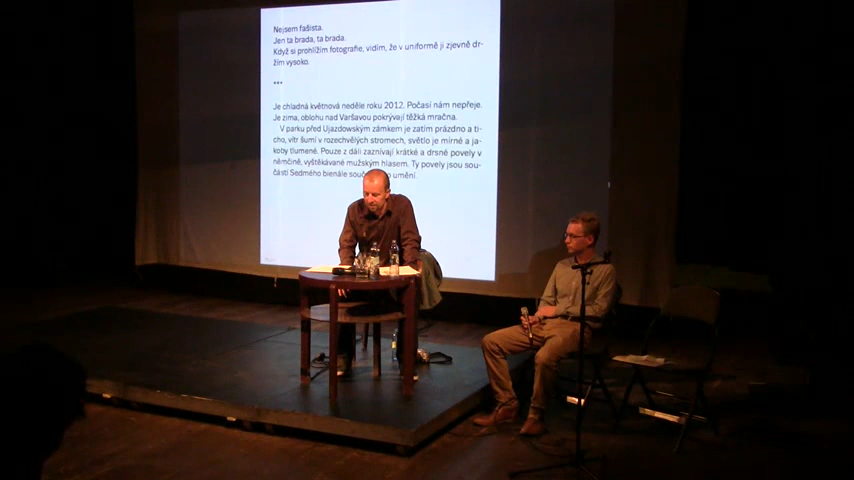 Nejsem fašista.
Jen ta brada, ta brada.
Když si prohlížím fotografie, vidím, že v uniformě ji zjevně dr-
žím vysoko.
***
Je chladná květnová neděle roku 2012. Počasí nám nepřeje.
Je zima, oblohu nad Varšavou pokrývají těžká mračna.
V parku před Ujazdowským zámkem je zatím prázdno a ti-
cho, vítr šumí v rozechvělých stromech, světlo je mírné a ja-
koby tlumené. Pouze z dáli zaznívají krátké a drsné povely v
němčině, vyštěkávané mužským hlasem. Ty povely jsou sou-
částí Sedmého bienále umění.